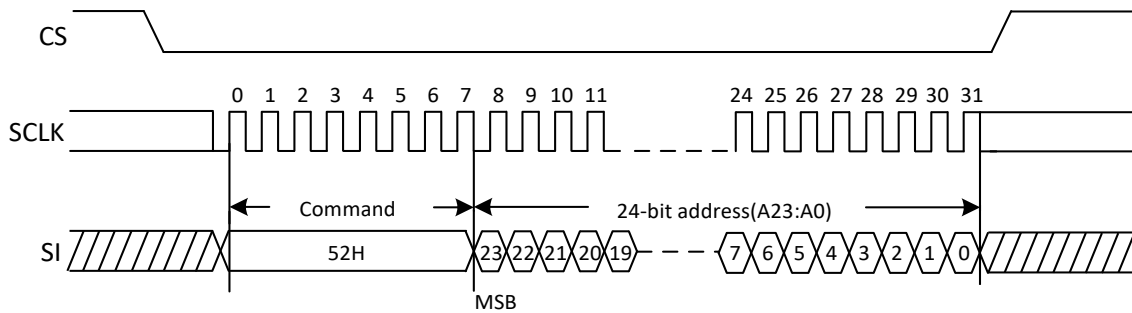 CS
0 1 2 3 4 5 6 7 8 9 10 11 24 25 26 27 28 29 30 31
SCLK
Command 24-bit address(A23:A0)
SI 52H 23 22 21 20 19 7 6 5 4 3 2 1 0
MSB